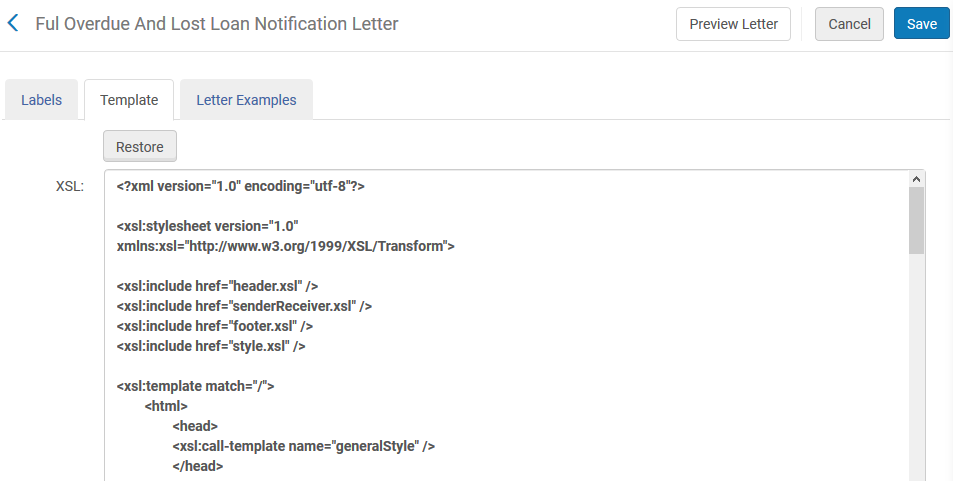 Ful Overdue And Lost Loan Notification Letter
Preview Letter
Cancel
Save
Labels
Template
Letter Examples
Restore
XSL:
<?xml version="1.0" encoding="utf-8"?>
<xsl:stylesheet version="1.0"
xmlns:xsl="http://www.w3.org/1999/XSL/Transform">
<xsl:include href="header.xsl" />
<xsl:include href="senderReceiver.xsl" />
<xsl:include href="footer.xsl" />
<xsl:include href="style.xsl" />
<xsl:template match="/">
<html>
<head>
<xsl:call-template name="generalStyle" />
</head>